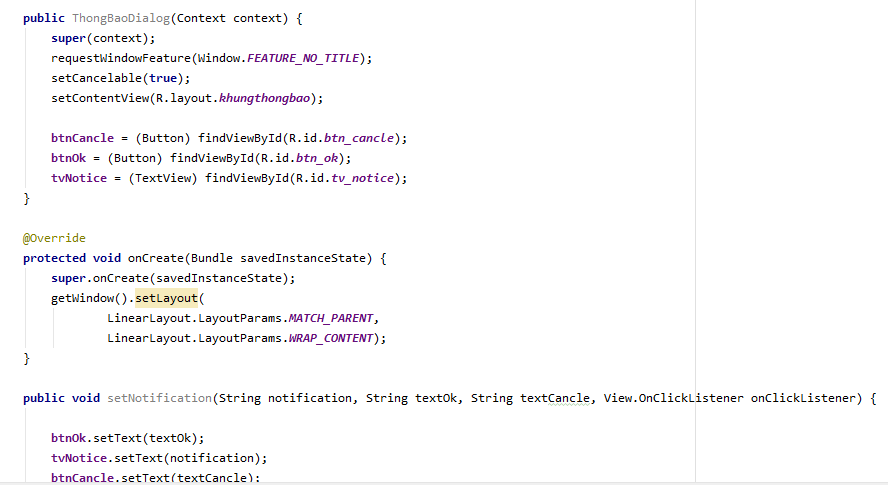 public ThongBaoDialog(Context context) {
super(context);
requestWindowFeature(Window.FEATURE_NO_TITLE);
setCancelable(true);
setContentView(R.layout.khungthongbao);
btnCancle = (Button) findViewById(R.id.btn_cancle);
btnOk = (Button) findViewById(R.id.btn_ok);
tvNotice = (TextView) findViewById(R.id.tv_notice);
}
@Override
protected void onCreate(Bundle savedInstanceState) {
super.onCreate(savedInstanceState);
getWindow().setLayout(
LinearLayout.LayoutParams.MATCH_PARENT,
LinearLayout.LayoutParams.WRAP_CONTENT);
}
public void setNotification(String notification, String textOk, String textCancle, View.OnClickListener onClickListener) {
btnOk.setText(textOk);
tvNotice.setText(notification);
btnCancle.setText(textCancle);